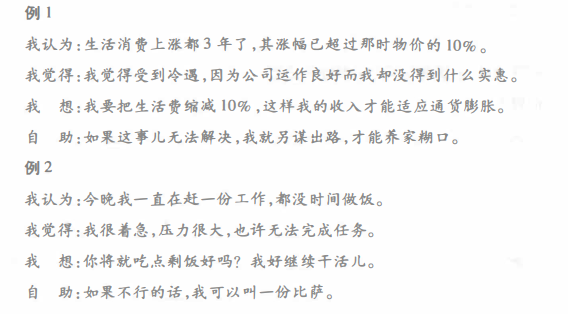 例1
我认为:生活消费上涨都3年了,其涨幅已超过那时物价的10%。
我觉得:我觉得受到冷遇,因为公司运作良好而我却没得到什么实惠。
我　想:我要把生活费缩减10%,这样我的收入才能适应通货膨胀。
自　助:如果这事儿无法解决,我就另谋出路,才能养家糊口。
例2
我认为:今晚我一直在赶一份工作,都没时间做饭。
我觉得:我很着急,压力很大,也许无法完成任务。
我　想:你将就吃点剩饭好吗?我好继续干活儿。
自　助:如果不行的话,我可以叫一份比萨。